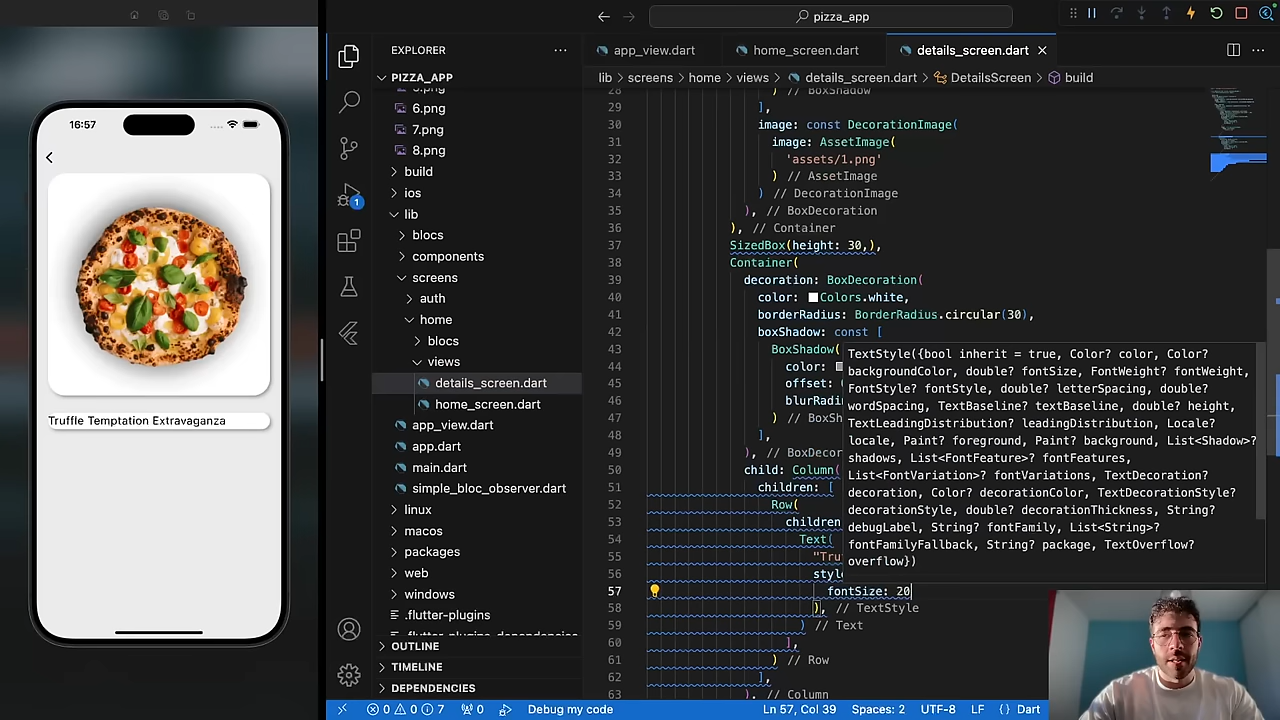 16:57
Truffle Temptation Extravaganza
pizza_app
EXPLORER
PIZZA_APP
6.png
7.png
8.png
build
ios
lib
blocs
components
screens
auth
home
blocs
views
details_screen.dart
home_screen.dart
app_view.dart
app.dart
main.dart
simple_bloc_observer.dart
linux
macos
packages
web
windows
.flutter-plugins
.flutter-plugins-dependencies
OUTLINE
TIMELINE
DEPENDENCIES
1
app_view.dart
home_screen.dart
details_screen.dart
lib > screens > home > views > details_screen.dart > DetailsScreen > build
28 ) // BoxShadow
29 ],
30 image: const DecorationImage(
31 image: AssetImage(
32 'assets/1.png'
33 ) // AssetImage
34 ) // DecorationImage
35 ), // BoxDecoration
36 ), // Container
37 SizedBox(height: 30,),
38 Container(
39 decoration: BoxDecoration(
40 color: Colors.white,
41 borderRadius: BorderRadius.circular(30),
42 boxShadow: const [
43 BoxShadow(
44 color:
45 offset:
46 blurRadi
47 ) // BoxSh
48 ],
49 ), // BoxDecor
50 child: Column(
51 children: [
52 Row(
53 children
54 Text(
55 "Tru
56 style
57 fontSize: 20
58 ), // TextStyle
59 ) // Text
60 ],
61 ) // Row
62 ],
63 ), // Column
TextStyle({bool inherit = true, Color? color, Color?
backgroundColor, double? fontSize, FontWeight? fontWeight,
FontStyle? fontStyle, double? letterSpacing, double?
wordSpacing, TextBaseline? textBaseline, double? height,
TextLeadingDistribution? leadingDistribution, Locale?
locale, Paint? foreground, Paint? background, List<Shadow>?
shadows, List<FontFeature>? fontFeatures,
List<FontVariation>? fontVariations, TextDecoration?
decoration, Color? decorationColor, TextDecorationStyle?
decorationStyle, double? decorationThickness, String?
debugLabel, String? fontFamily, List<String>?
fontFamilyFallback, String? package, TextOverflow?
overflow})
0 0 7 0 Debug my code Ln 57, Col 39 Spaces: 2 UTF-8 LF {} Dart